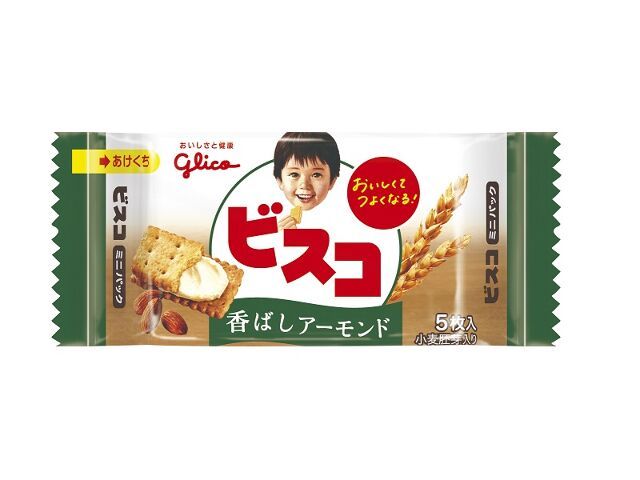 おいしさと健康
glico
あけくち
おいしくて
つよくなる!
ビスコ
香ばしアーモンド
5枚入
小麦胚芽入り
ビスコ ミニパック
ビスコ ミニパック